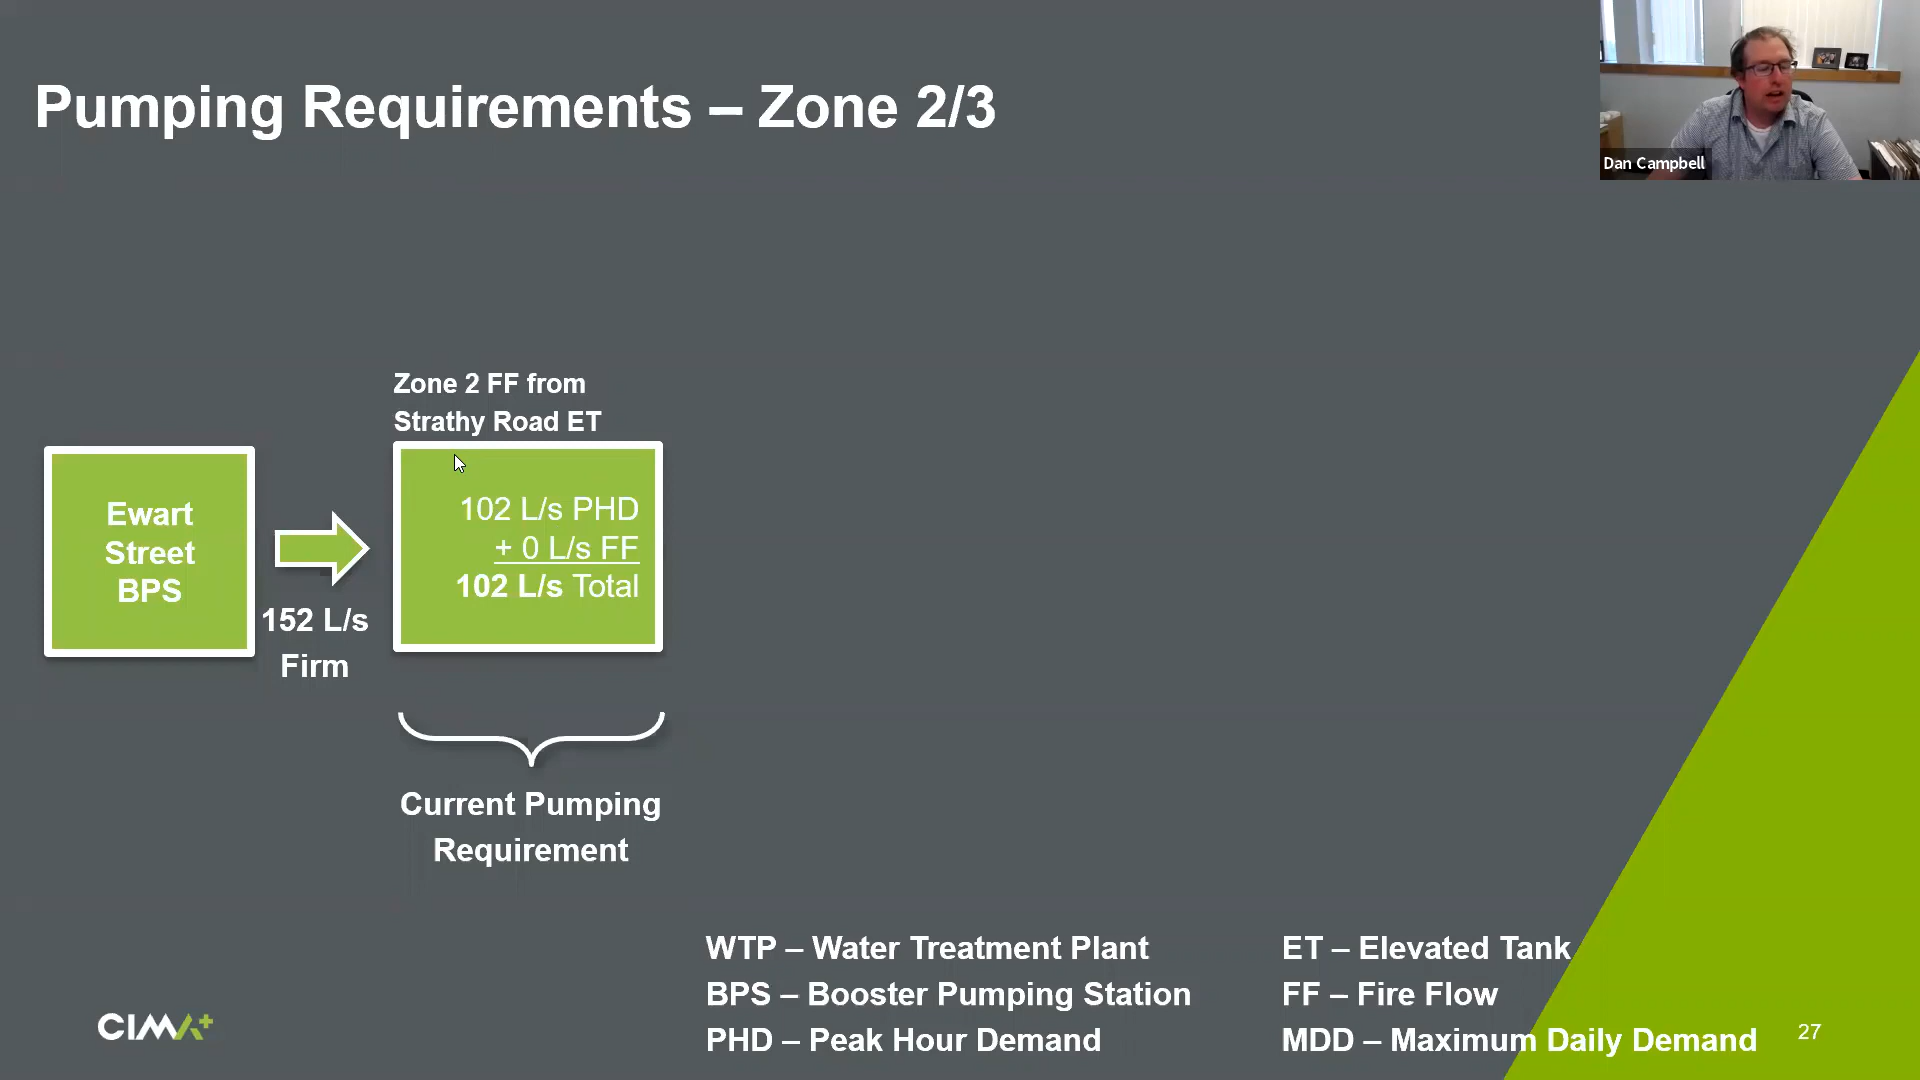 Pumping Requirements – Zone 2/3
Dan Campbell
Zone 2 FF from
Strathy Road ET
Ewart
Street
BPS
152 L/s
Firm
102 L/s PHD
+ 0 L/s FF
102 L/s Total
Current Pumping
Requirement
WTP – Water Treatment Plant
BPS – Booster Pumping Station
PHD – Peak Hour Demand
ET – Elevated Tank
FF – Fire Flow
MDD – Maximum Daily Demand
CIMA+
27